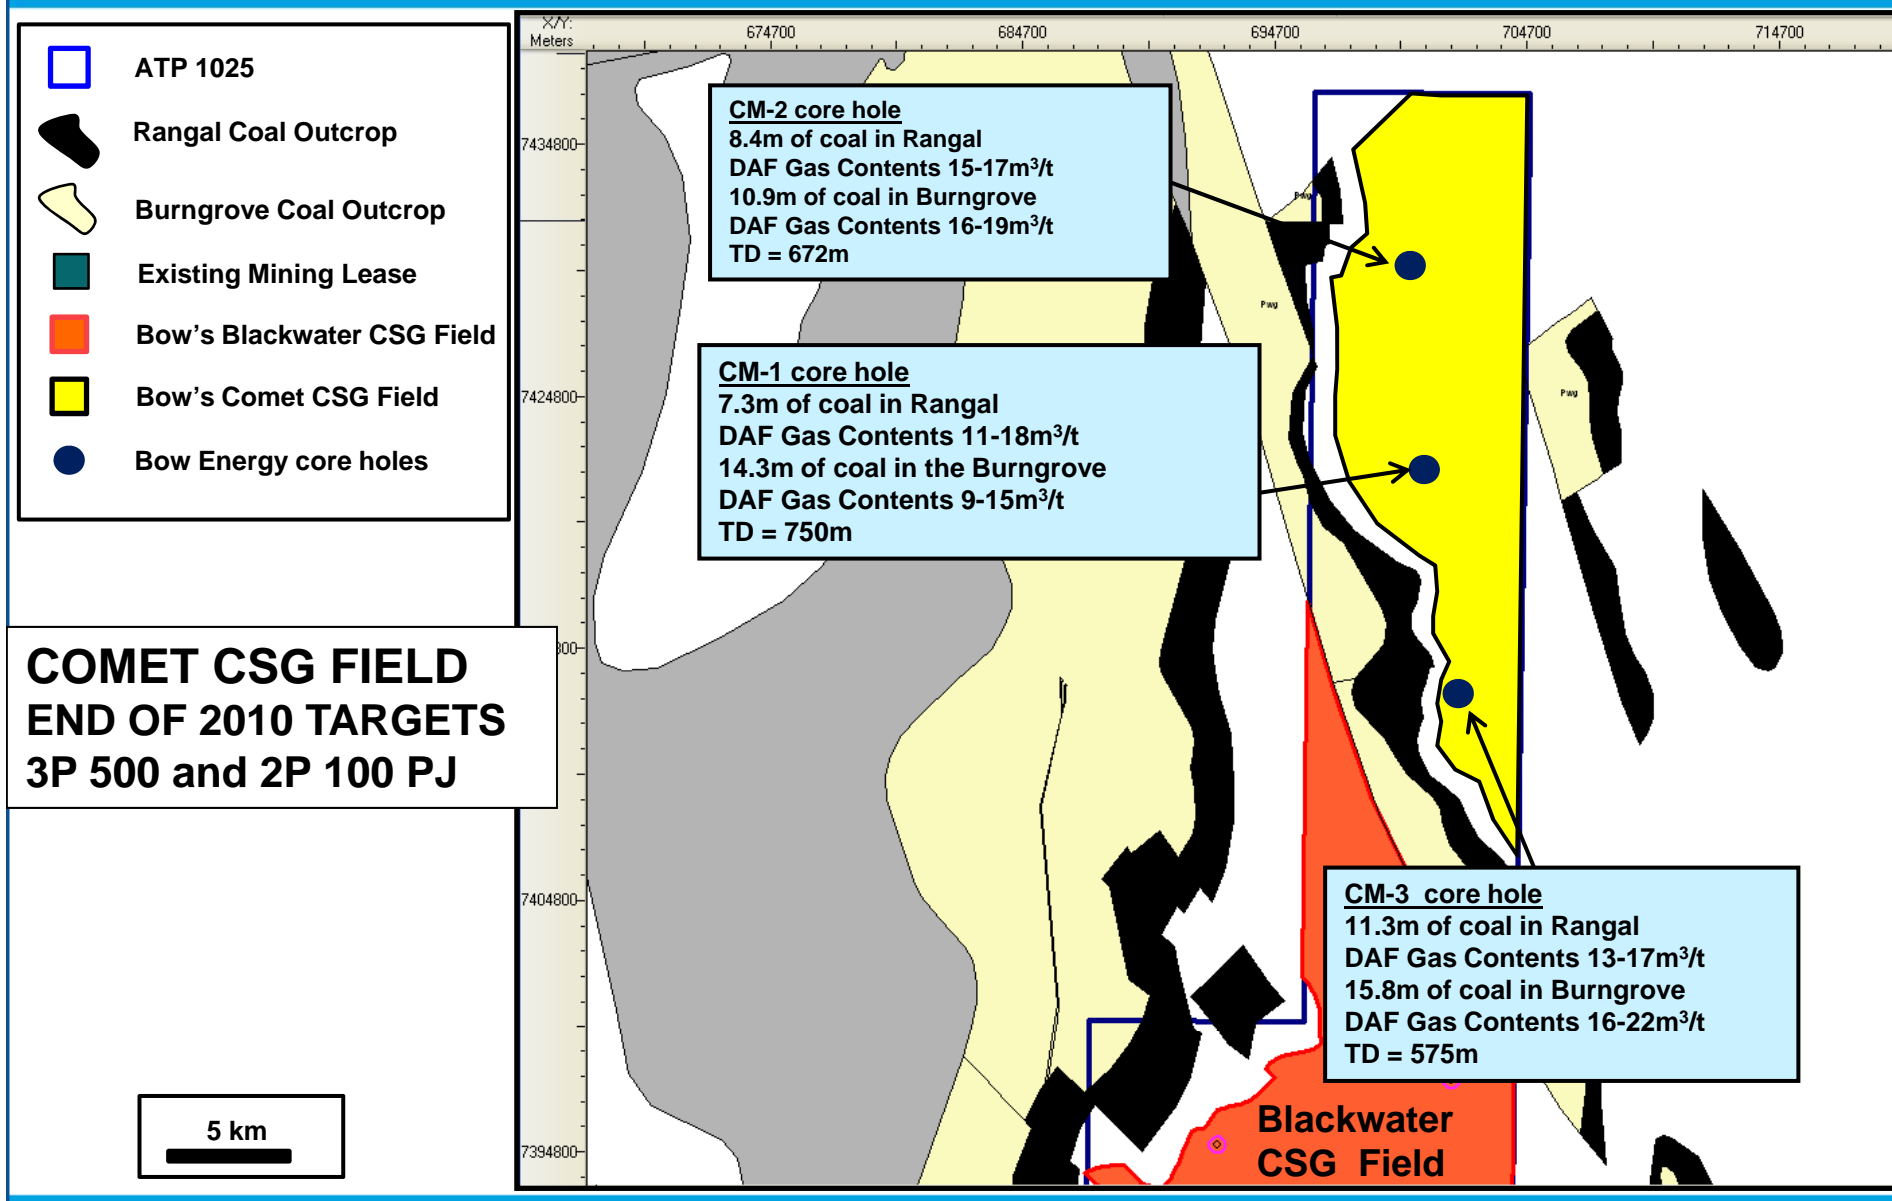 ATP 1025
Rangal Coal Outcrop
Burngrove Coal Outcrop
Existing Mining Lease
Bow's Blackwater CSG Field
Bow's Comet CSG Field
Bow Energy core holes
COMET CSG FIELD
END OF 2010 TARGETS
3P 500 and 2P 100 PJ
5 km
X/Y:
Meters
674700
684700
694700
704700
714700
7434800
7424800
800
7404800
7394800
CM-2 core hole
8.4m of coal in Rangal
DAF Gas Contents 15-17m³/t
10.9m of coal in Burngrove
DAF Gas Contents 16-19m³/t
TD = 672m
CM-1 core hole
7.3m of coal in Rangal
DAF Gas Contents 11-18m³/t
14.3m of coal in the Burngrove
DAF Gas Contents 9-15m³/t
TD = 750m
Pwg
Pwg
Pwg
CM-3 core hole
11.3m of coal in Rangal
DAF Gas Contents 13-17m³/t
15.8m of coal in Burngrove
DAF Gas Contents 16-22m³/t
TD = 575m
Blackwater
CSG Field